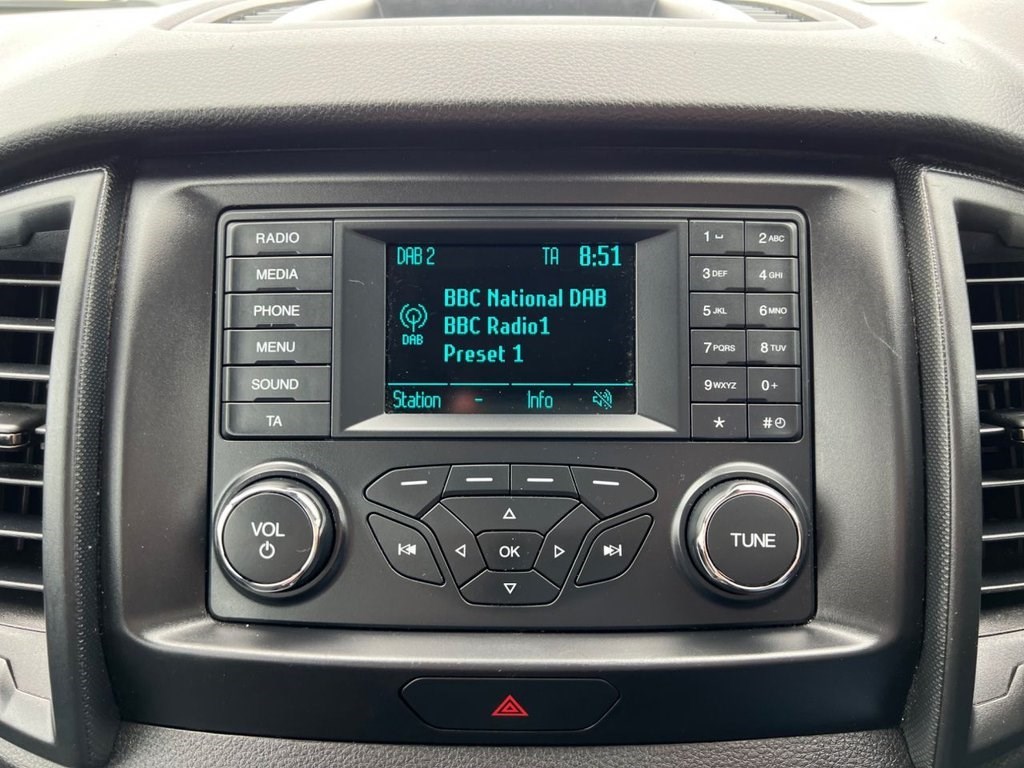 RADIO
MEDIA
PHONE
MENU
SOUND
TA
DAB 2 TA 8:51
BBC National DAB
BBC Radio1
DAB
Preset 1
Station - Info
1 ␣ 2 ABC
3 DEF 4 GHI
5 JKL 6 MNO
7 PQRS 8 TUV
9 WXYZ 0 +
* #
VOL
OK
TUNE